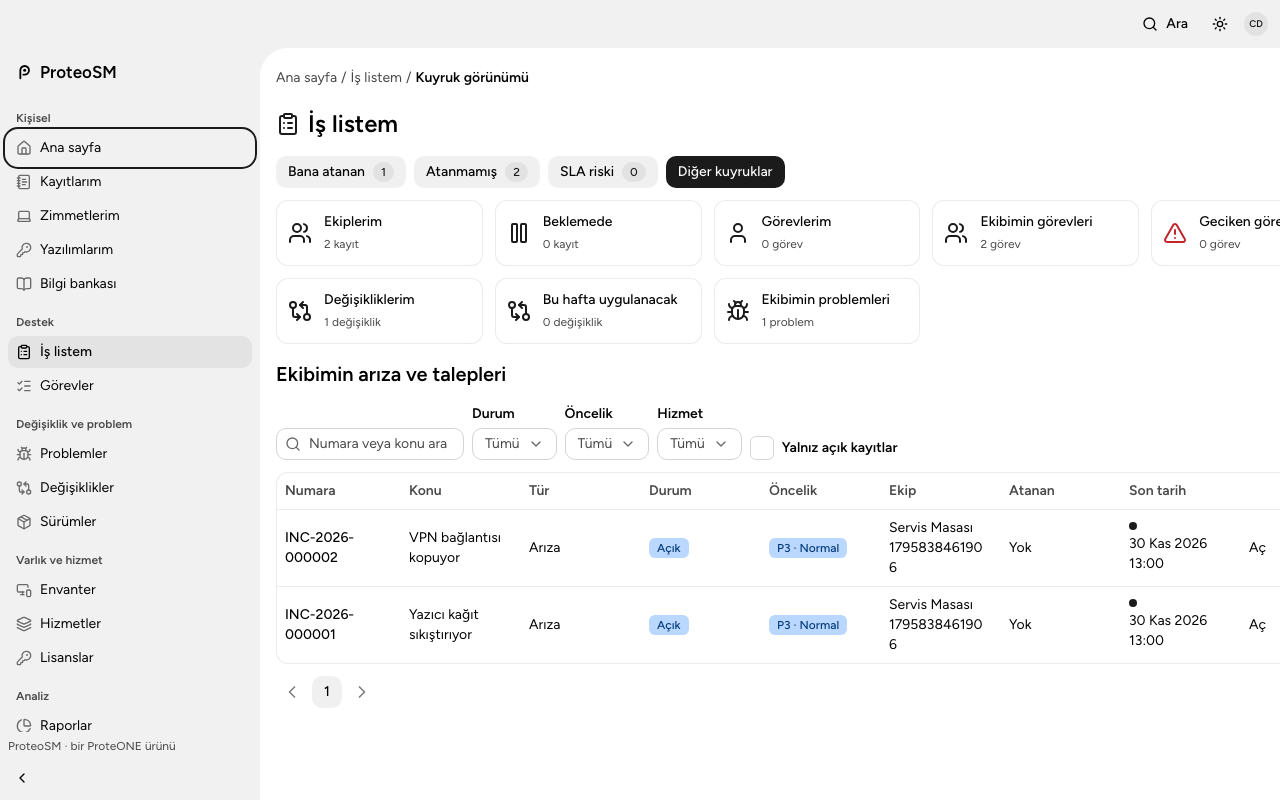 Ara
CD
ProteoSM
Kişisel
Ana sayfa
Kayıtlarım
Zimmetlerim
Yazılımlarım
Bilgi bankası
Destek
İş listem
Görevler
Değişiklik ve problem
Problemler
Değişiklikler
Sürümler
Varlık ve hizmet
Envanter
Hizmetler
Lisanslar
Analiz
Raporlar
ProteoSM · bir ProteONE ürünü
Ana sayfa / İş listem / Kuyruk görünümü
İş listem
Bana atanan 1
Atanmamış 2
SLA riski 0
Diğer kuyruklar
Ekiplerim
2 kayıt
Beklemede
0 kayıt
Görevlerim
0 görev
Ekibimin görevleri
2 görev
Geciken göre
0 görev
Değişikliklerim
1 değişiklik
Bu hafta uygulanacak
0 değişiklik
Ekibimin problemleri
1 problem
Ekibimin arıza ve talepleri
Durum Öncelik Hizmet
Numara veya konu ara Tümü Tümü Tümü Yalnız açık kayıtlar
Numara Konu Tür Durum Öncelik Ekip Atanan Son tarih
INC-2026-
000002
VPN bağlantısı
kopuyor
Arıza
Açık
P3 · Normal
Servis Masası
179583846190
6
Yok
30 Kas 2026
13:00
Aç
INC-2026-
000001
Yazıcı kağıt
sıkıştırıyor
Arıza
Açık
P3 · Normal
Servis Masası
179583846190
6
Yok
30 Kas 2026
13:00
Aç
1